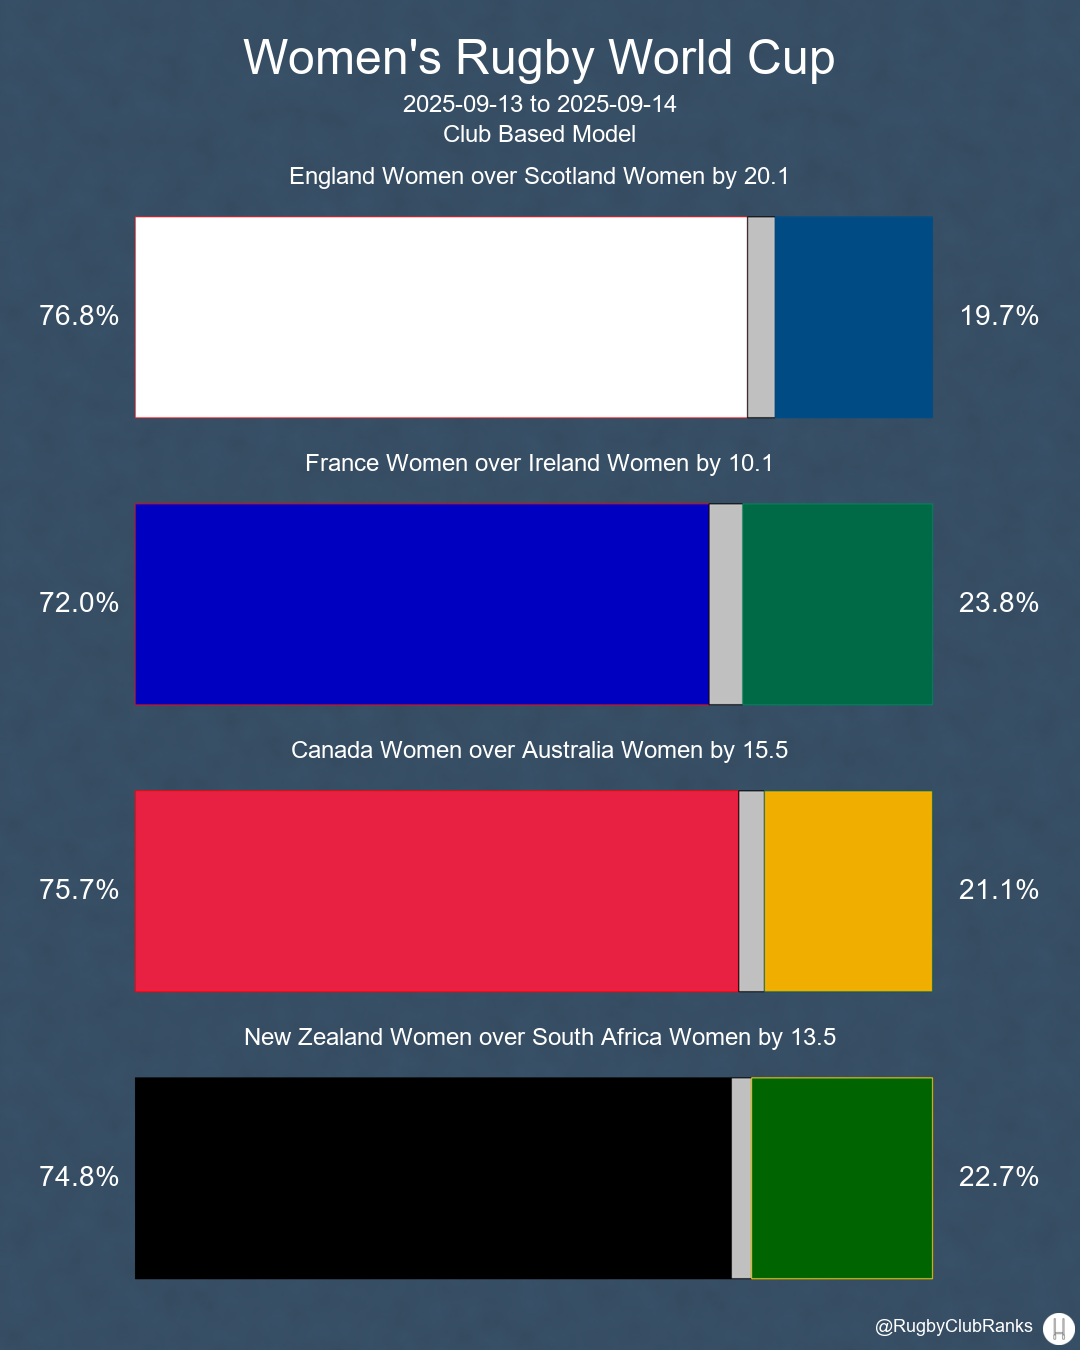 Women's Rugby World Cup
2025-09-13 to 2025-09-14
Club Based Model
England Women over Scotland Women by 20.1
76.8%
19.7%
France Women over Ireland Women by 10.1
72.0%
23.8%
Canada Women over Australia Women by 15.5
75.7%
21.1%
New Zealand Women over South Africa Women by 13.5
74.8%
22.7%
@RugbyClubRanks